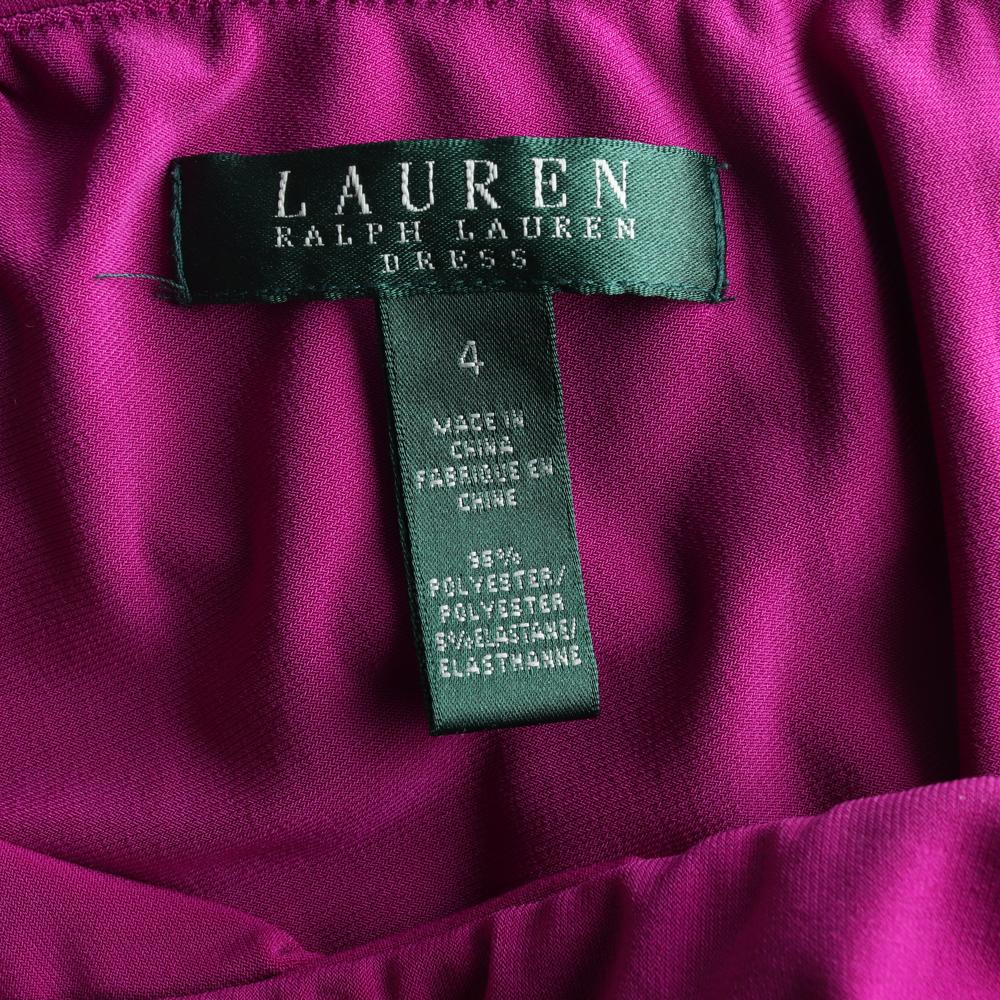 LAUREN
RALPH LAUREN
DRESS
4
MADE IN
CHINA
FABRIQUE EN
CHINE
95%
POLYESTER/
POLYESTER
5%ELASTANE/
ELASTHANNE